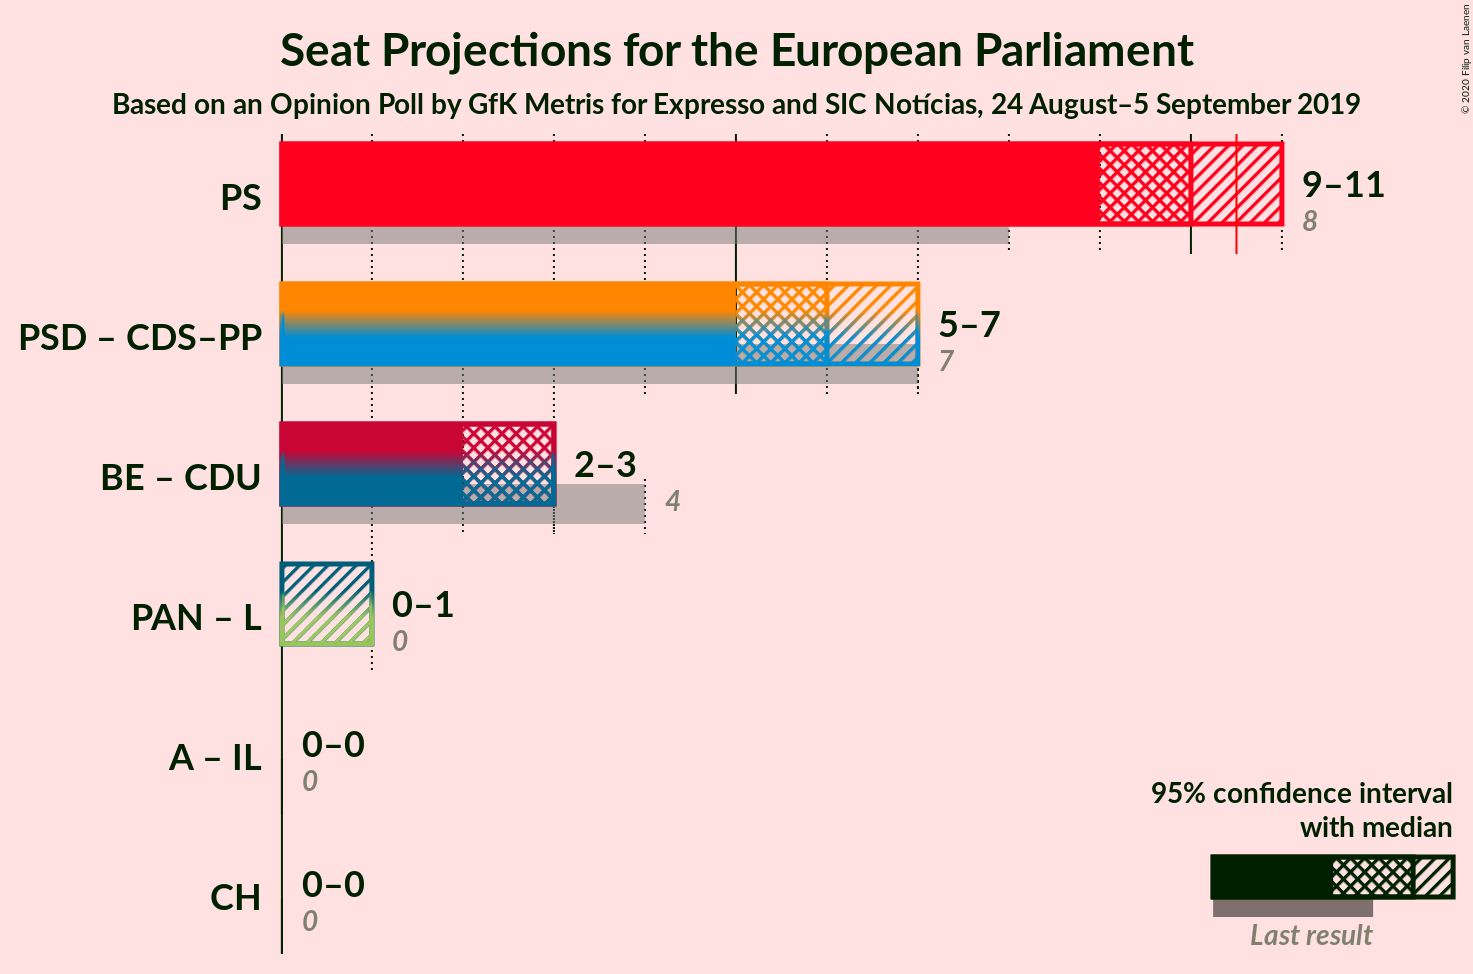 Seat Projections for the European Parliament
Based on an Opinion Poll by GfK Metris for Expresso and SIC Notícias, 24 August–5 September 2019
© 2020 Filip van Laenen
PS
9–11
8
PSD – CDS–PP
5–7
7
BE – CDU
2–3
4
PAN – L
0–1
0
A – IL
0–0
0
CH
0–0
0
95% confidence interval
with median
Last result